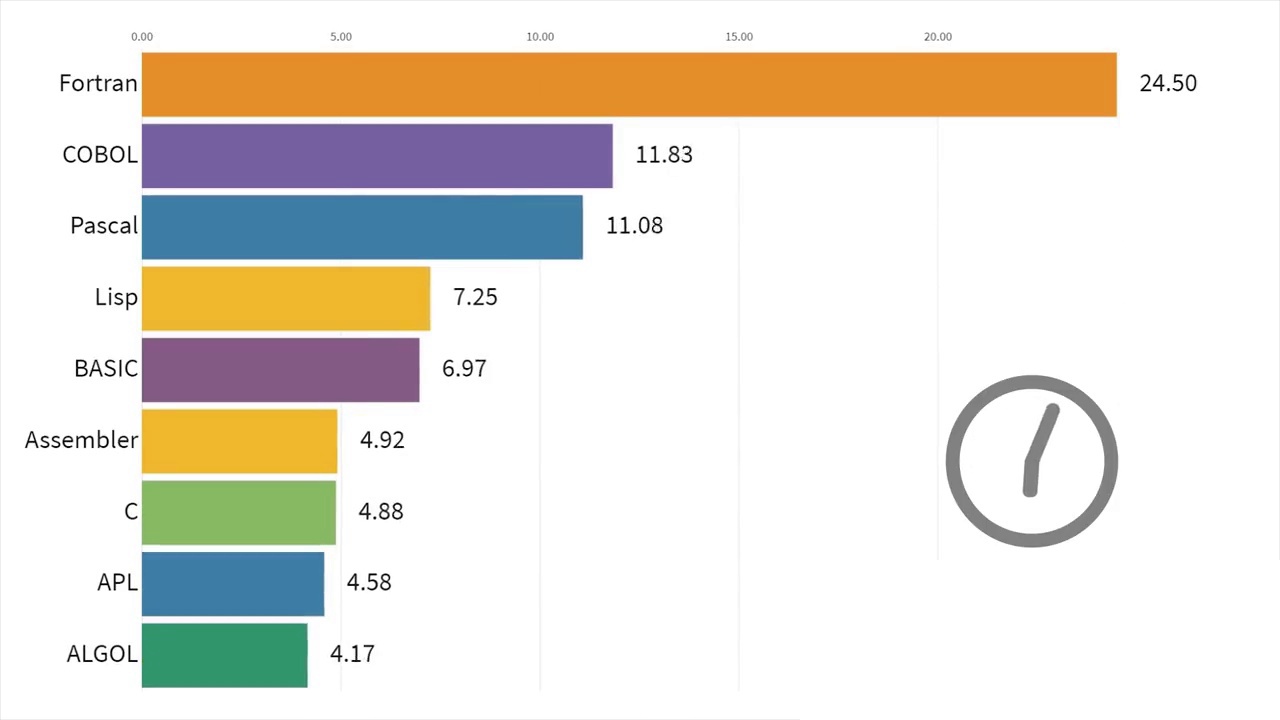 0.00 5.00 10.00 15.00 20.00
Fortran 24.50
COBOL 11.83
Pascal 11.08
Lisp 7.25
BASIC 6.97
Assembler 4.92
C 4.88
APL 4.58
ALGOL 4.17